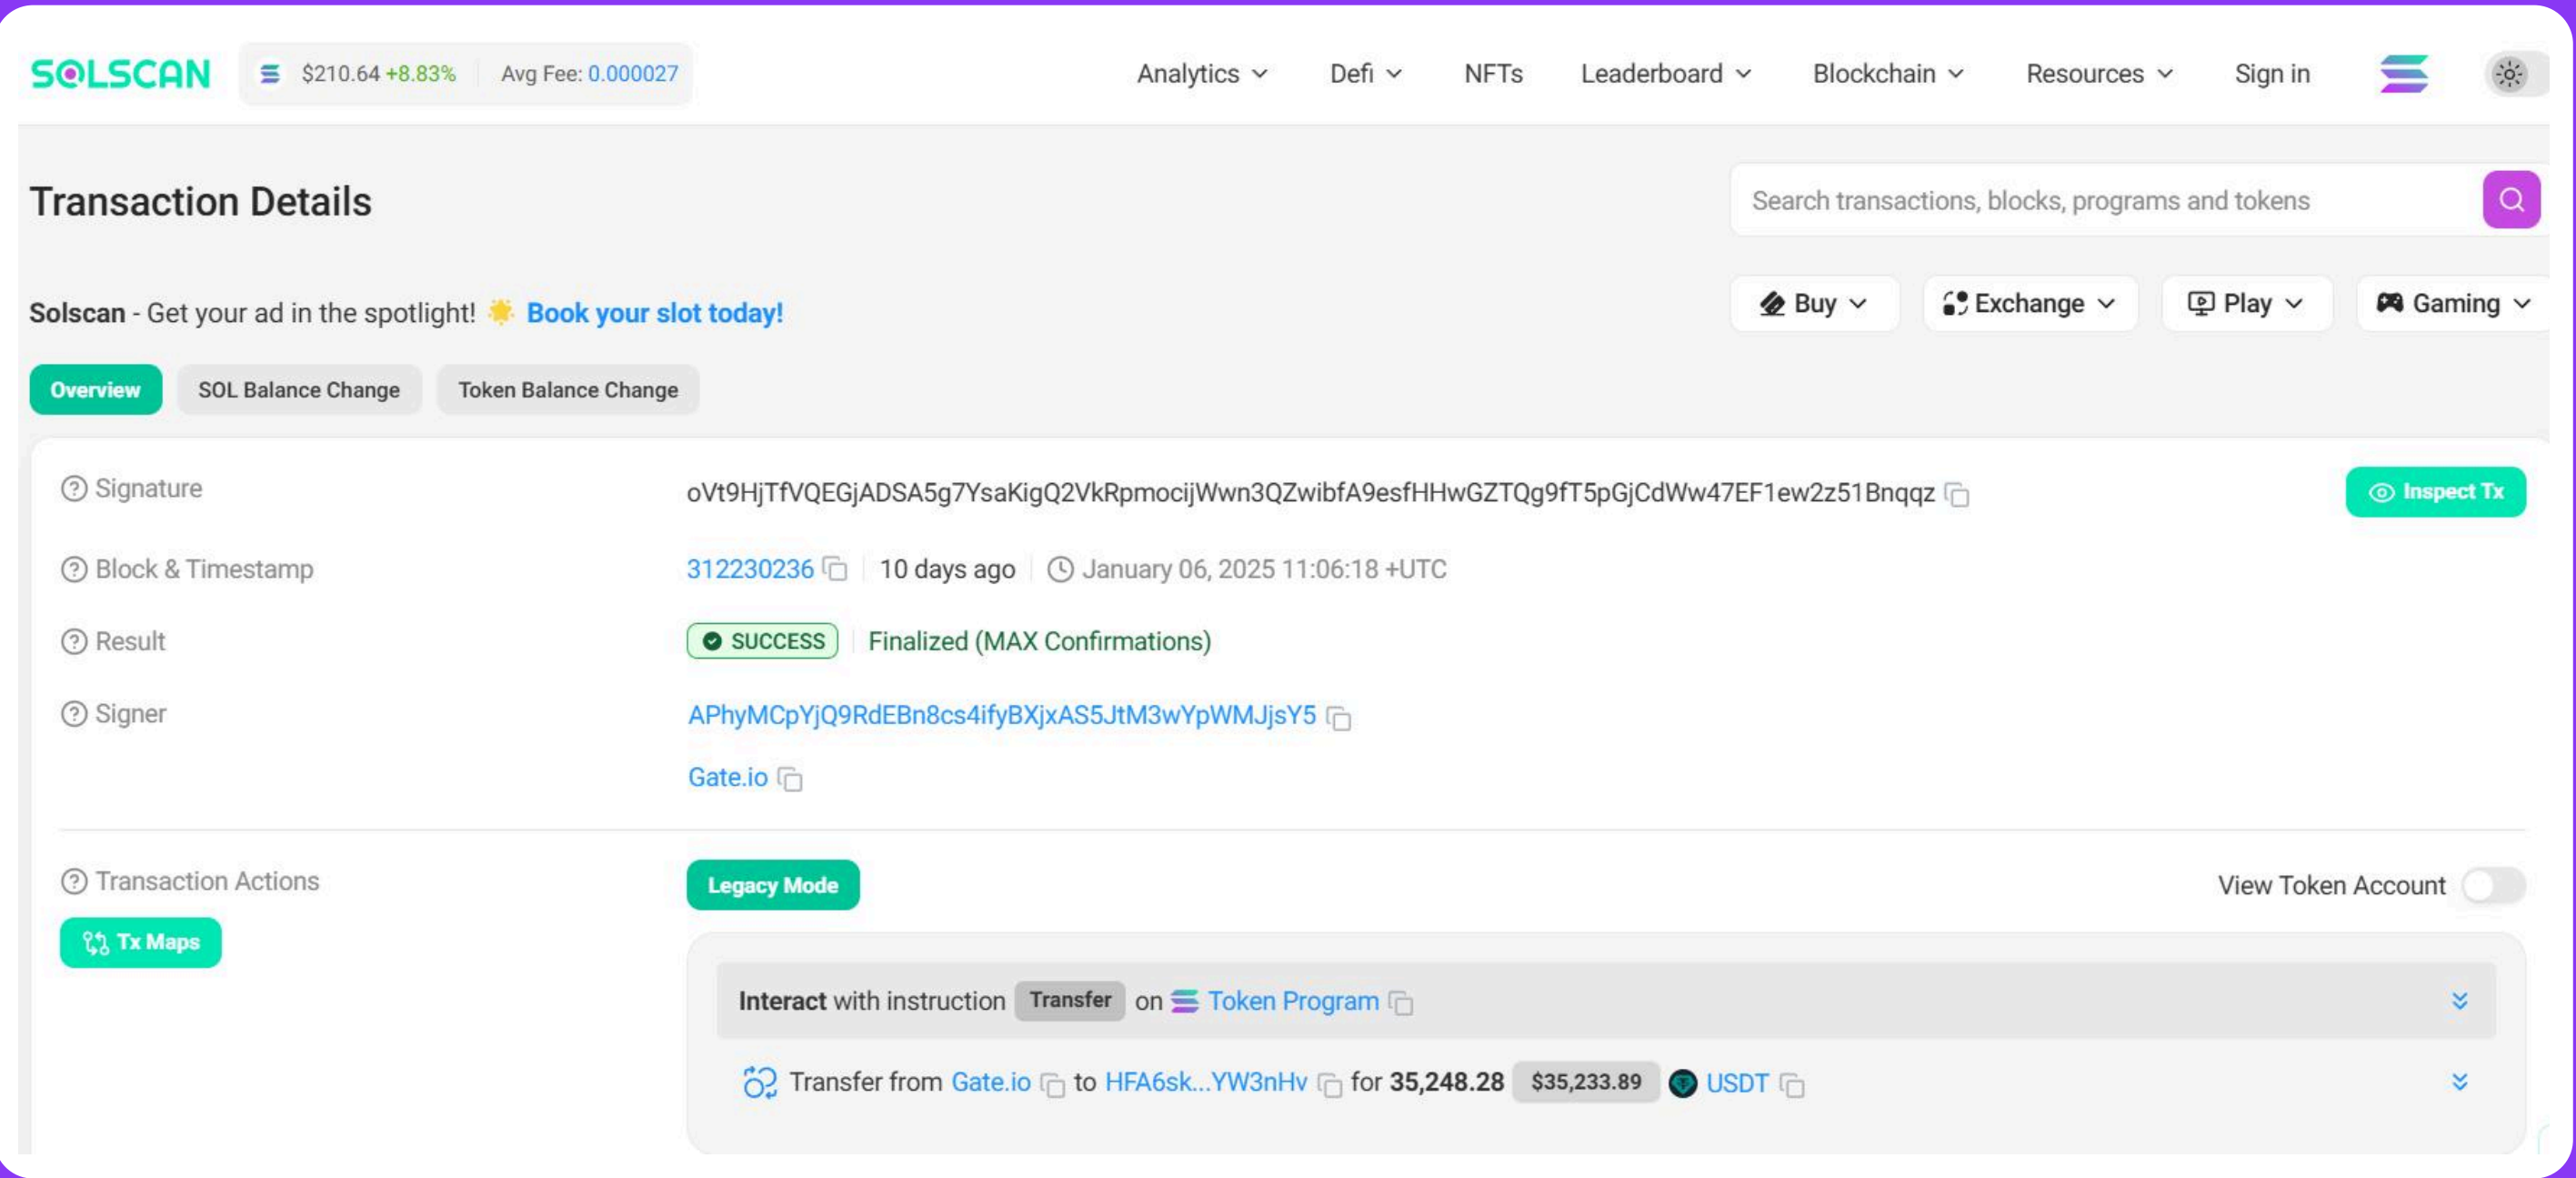 SOLSCAN $210.64 +8.83% Avg Fee: 0.000027 Analytics Defi NFTs Leaderboard Blockchain Resources Sign in
Transaction Details
Search transactions, blocks, programs and tokens
Solscan - Get your ad in the spotlight! Book your slot today!
Buy Exchange Play Gaming
Overview SOL Balance Change Token Balance Change
Signature oVt9HjTfVQEGjADSA5g7YsaKigQ2VkRpmocijWwn3QZwibfA9esfHHwGZTQg9fT5pGjCdWw47EF1ew2z51Bnqqz Inspect Tx
Block & Timestamp 312230236 10 days ago January 06, 2025 11:06:18 +UTC
Result SUCCESS Finalized (MAX Confirmations)
Signer APhyMCpYjQ9RdEBn8cs4ifyBXjxAS5JtM3wYpWMJjsY5
Gate.io
Transaction Actions Legacy Mode View Token Account
Tx Maps
Interact with instruction Transfer on Token Program
Transfer from Gate.io to HFA6sk...YW3nHv for 35,248.28 $35,233.89 USDT